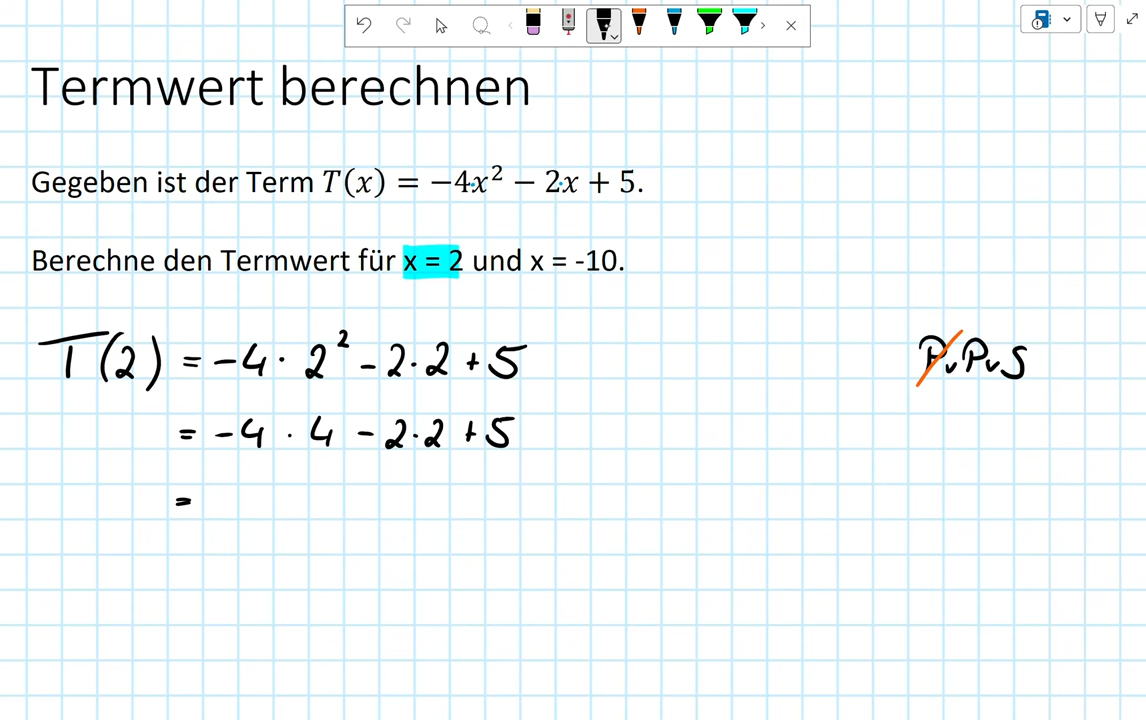 Termwert berechnen
Gegeben ist der Term T(x) = −4x² − 2x + 5.
Berechne den Termwert für x = 2 und x = -10.
T(2) = -4 · 2² - 2 · 2 + 5
PvPvS
= -4 · 4 - 2 · 2 + 5
=